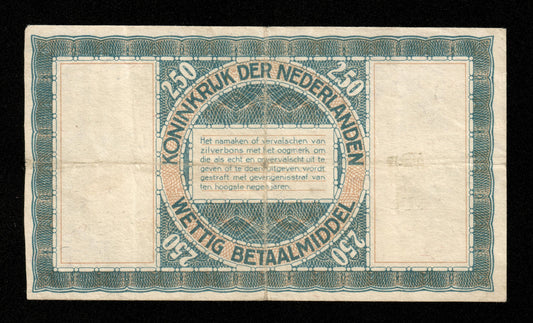 2.50
2.50
KONINKRIJK DER NEDERLANDEN
Het namaken of vervalschen van
zilverbons met het oogmerk om
die als echt en onvervalscht uit te
geven of te doen uitgeven, wordt
gestraft met gevangenisstraf van
ten hoogste negen jaren.
WETTIG BETAALMIDDEL
2.50
2.50